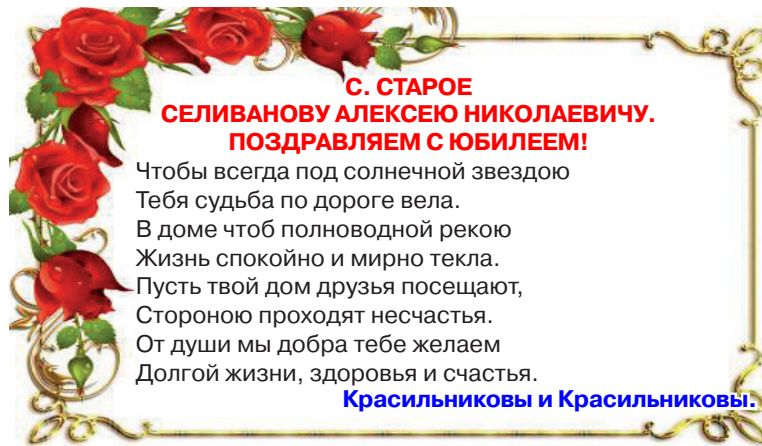 С. СТАРОЕ
СЕЛИВАНОВУ АЛЕКСЕЮ НИКОЛАЕВИЧУ.
ПОЗДРАВЛЯЕМ С ЮБИЛЕЕМ!
Чтобы всегда под солнечной звездою
Тебя судьба по дороге вела.
В доме чтоб полноводной рекою
Жизнь спокойно и мирно текла.
Пусть твой дом друзья посещают,
Стороною проходят несчастья.
От души мы добра тебе желаем
Долгой жизни, здоровья и счастья.
Красильниковы и Красильниковы.